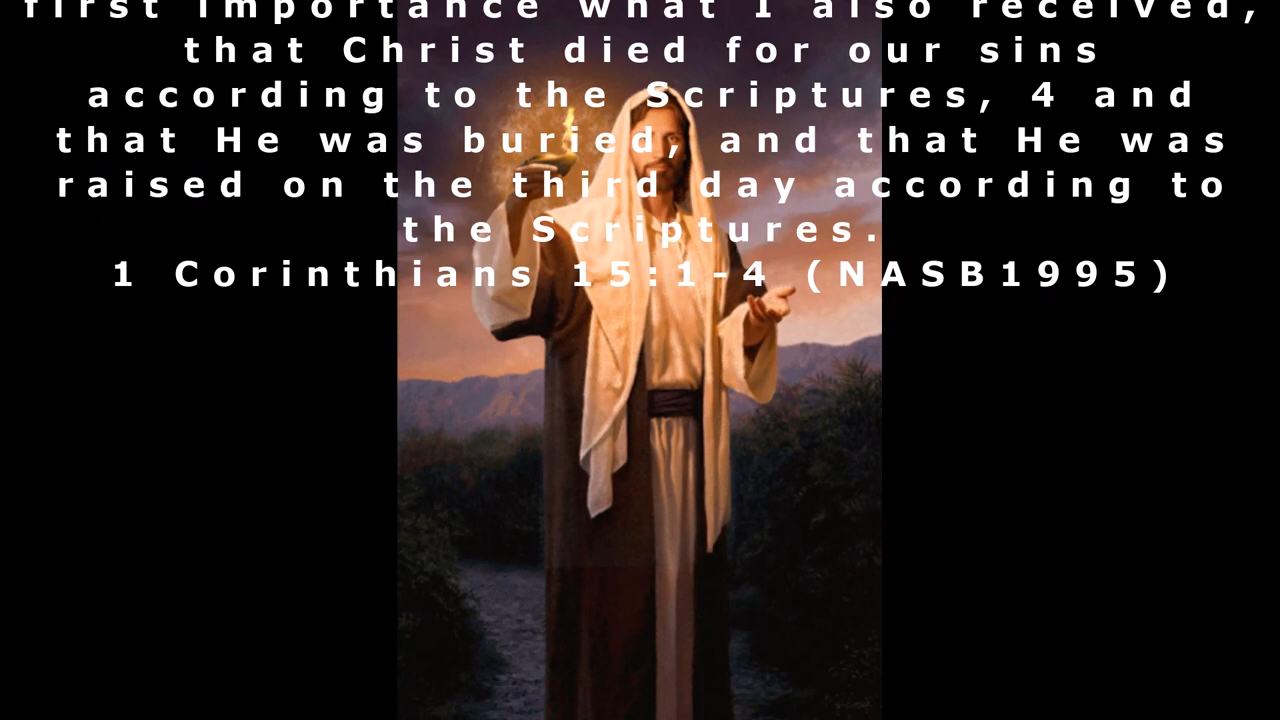 first importance what I also received,
that Christ died for our sins
according to the Scriptures, 4 and
that He was buried, and that He was
raised on the third day according to
the Scriptures.
1 Corinthians 15:1-4 (NASB1995)